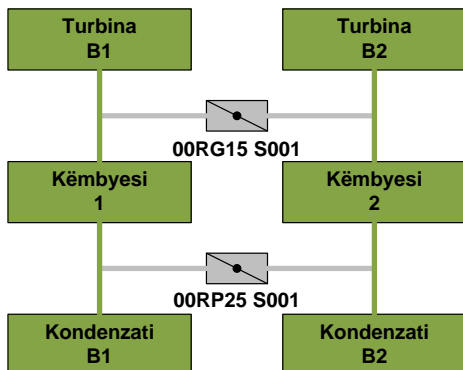 Turbina
B1
Turbina
B2
00RG15 S001
Këmbyesi
1
Këmbyesi
2
00RP25 S001
Kondenzati
B1
Kondenzati
B2